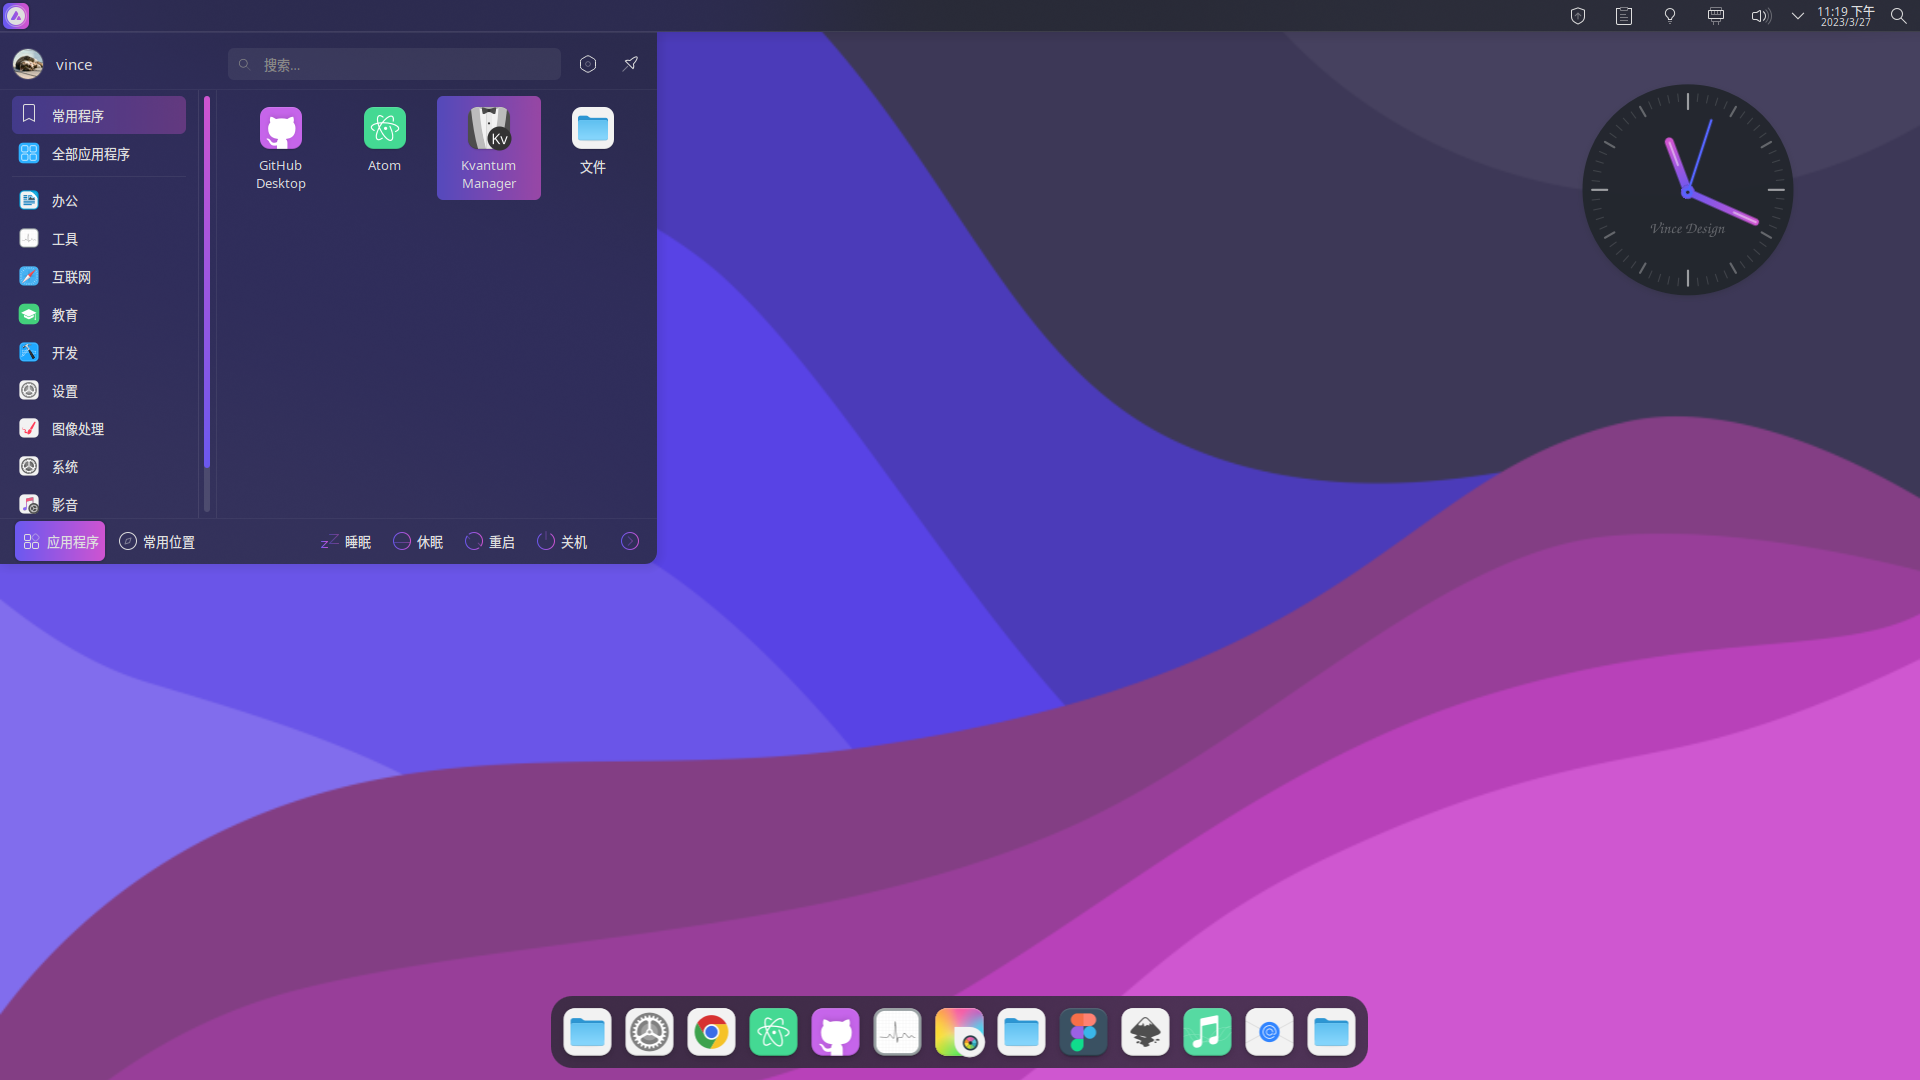 11:19 下午
2023/3/27
vince
搜索...
常用程序
全部应用程序
办公
工具
互联网
教育
开发
设置
图像处理
系统
影音
GitHub
Desktop
Atom
Kv
Kvantum
Manager
文件
应用程序
常用位置
zZ
睡眠
休眠
重启
关机
Vince Design